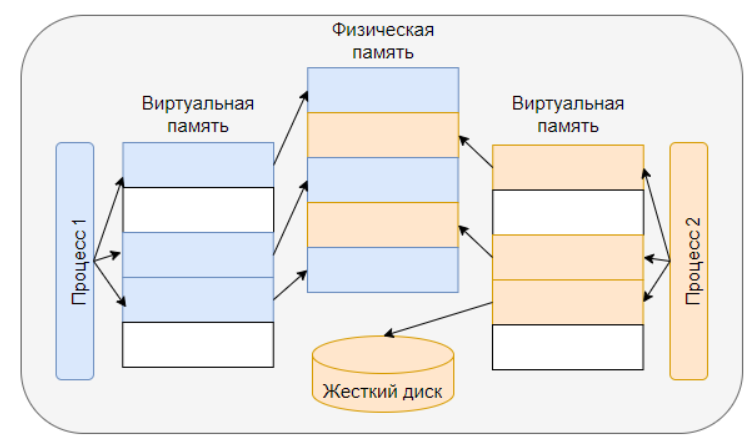 Физическая
память
Виртуальная
память
Виртуальная
память
Процесс 1
Процесс 2
Жесткий диск